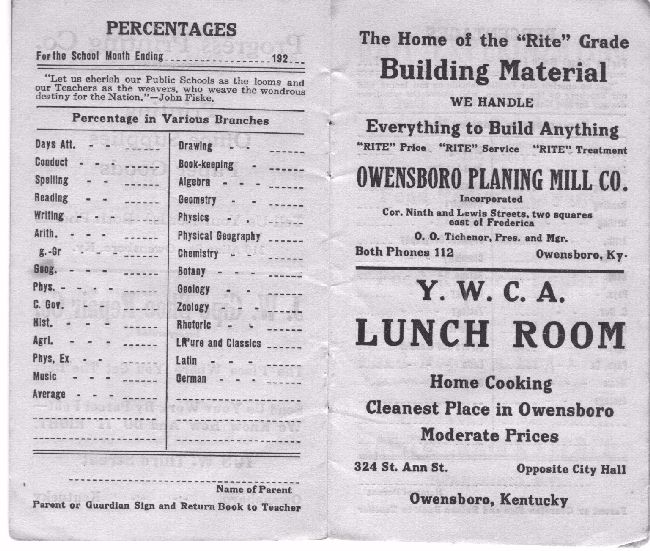 PERCENTAGES
For the School Month Ending 192
"Let us cherish our Public Schools as the looms and
our Teachers as the weavers, who weave the wondrous
destiny for the Nation."—John Fiske.
Percentage in Various Branches
Days Att.
Conduct
Spelling
Reading
Writing
Arith.
g.-Gr
Geog.
Phys.
C. Gov.
Hist.
Agri.
Phys, Ex
Music
Average
Drawing
Book-keeping
Algebra
Geometry
Physics
Physical Geography
Chemistry
Botany
Geology
Zoology
Rhetoric
LR'ure and Classics
Latin
German
Name of Parent
Parent or Guardian Sign and Return Book to Teacher
The Home of the "Rite" Grade
Building Material
WE HANDLE
Everything to Build Anything
"RITE" Price "RITE" Service "RITE" Treatment
OWENSBORO PLANING MILL CO.
Incorporated
Cor. Ninth and Lewis Streets, two squares
east of Frederica
O. O. Tichenor, Pres. and Mgr.
Both Phones 112 Owensboro, Ky.
Y. W. C. A.
LUNCH ROOM
Home Cooking
Cleanest Place in Owensboro
Moderate Prices
324 St. Ann St. Opposite City Hall
Owensboro, Kentucky